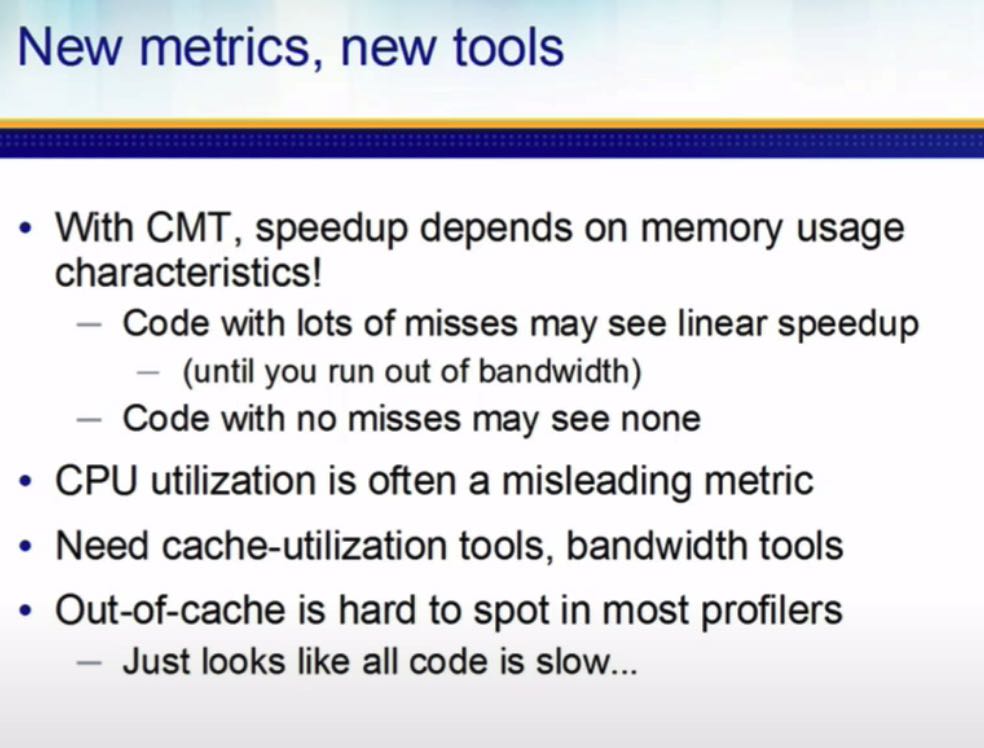 New metrics, new tools
• With CMT, speedup depends on memory usage
characteristics!
– Code with lots of misses may see linear speedup
– (until you run out of bandwidth)
– Code with no misses may see none
• CPU utilization is often a misleading metric
• Need cache-utilization tools, bandwidth tools
• Out-of-cache is hard to spot in most profilers
– Just looks like all code is slow...